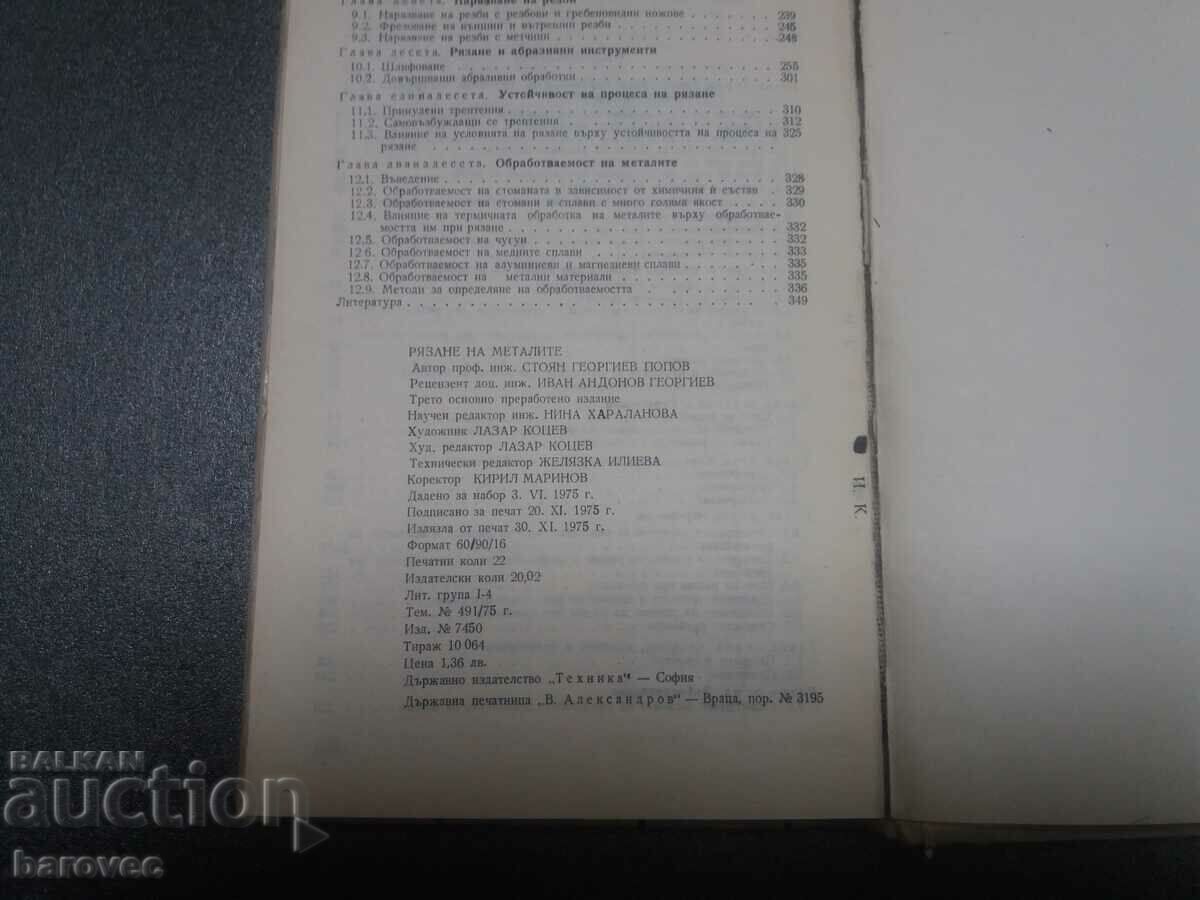 Глава девета. Нарязване на резби
9.1. Нарязване на резби с резбови и гребеновидни ножове . . . . . . 239
9.2. Фрезоване на външни и вътрешни резби . . . . . . . . . . 245
9.3. Нарязване на резби с метчици . . . . . . . . . . . . . 248
Глава десета. Рязане и абразивни инструменти
10.1. Шлифоване . . . . . . . . . . . . . . . . . . . 255
10.2. Довършващи абразивни обработки . . . . . . . . . . . . 301
Глава единадесета. Устойчивост на процеса на рязане
11.1. Принудени трептения . . . . . . . . . . . . . . . . 310
11.2. Самовъзбуждащи се трептения . . . . . . . . . . . . . 312
11.3. Влияние на условията на рязане върху устойчивостта на процеса на 325
рязане . . . . . . . . . . . . . . . . . . . . .
Глава дванадесета. Обработваемост на металите
12.1. Въведение . . . . . . . . . . . . . . . . . . . . 328
12.2. Обработваемост на стоманата в зависимост от химичния ѝ състав . 329
12.3. Обработваемост на стомани и сплави с много голяма якост . . . 330
12.4. Влияние на термичната обработка на металите върху обработвае-
мостта им при рязане . . . . . . . . . . . . . . . . 332
12.5. Обработваемост на чугун . . . . . . . . . . . . . . . 332
12 6. Обработваемост на медните сплави . . . . . . . . . . . 333
12.7. Обработваемост на алуминиеви и магнезиеви сплави . . . . . . 335
12.8. Обработваемост на метални материали . . . . . . . . . . 335
12.9. Методи за определяне на обработваемостта . . . . . . . . . 336
Литература . . . . . . . . . . . . . . . . . . . . . . 349
РЯЗАНЕ НА МЕТАЛИТЕ
Автор проф. инж. СТОЯН ГЕОРГИЕВ ПОПОВ
Рецензент доц. инж. ИВАН АНДОНОВ ГЕОРГИЕВ
Трето основно преработено издание
Научен редактор инж. НИНА ХАРАЛАНОВА
Художник ЛАЗАР КОЦЕВ
Худ. редактор ЛАЗАР КОЦЕВ
Технически редактор ЖЕЛЯЗКА ИЛИЕВА
Коректор КИРИЛ МАРИНОВ
Дадено за набор 3. VI. 1975 г.
Подписано за печат 20. XI. 1975 г.
Излязла от печат 30. XI. 1975 г.
Формат 60/90/16
Печатни коли 22
Издателски коли 20,02
Лит. група I-4
Тем. № 491/75 г.
Изд. № 7450
Тираж 10 064
Цена 1,36 лв.
Държавно издателство „Техника“ — София
Държавна печатница „В. Александров“ — Враца, пор. № 3195
И. К.
BALKAN
auction
barovec